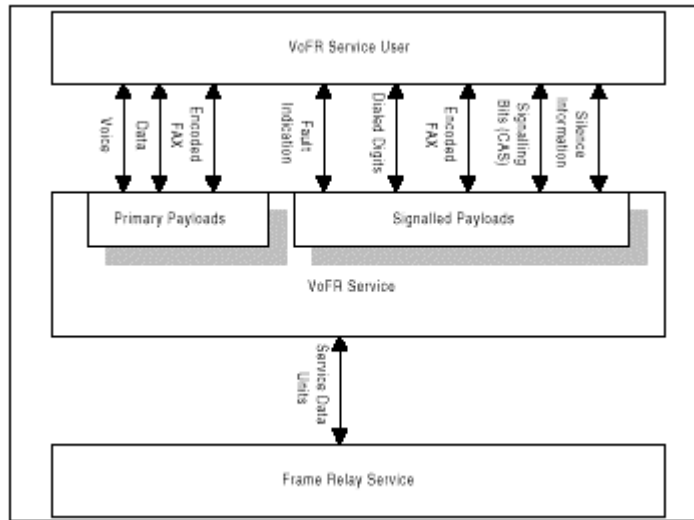 VoFR Service User
Voice
Data
Encoded
FAX
Fault
Indication
Dialed Digits
Encoded
FAX
Signalling
Bits (CAS)
Silence
Information
Primary Payloads
Signalled Payloads
VoFR Service
Service Data
Units
Frame Relay Service